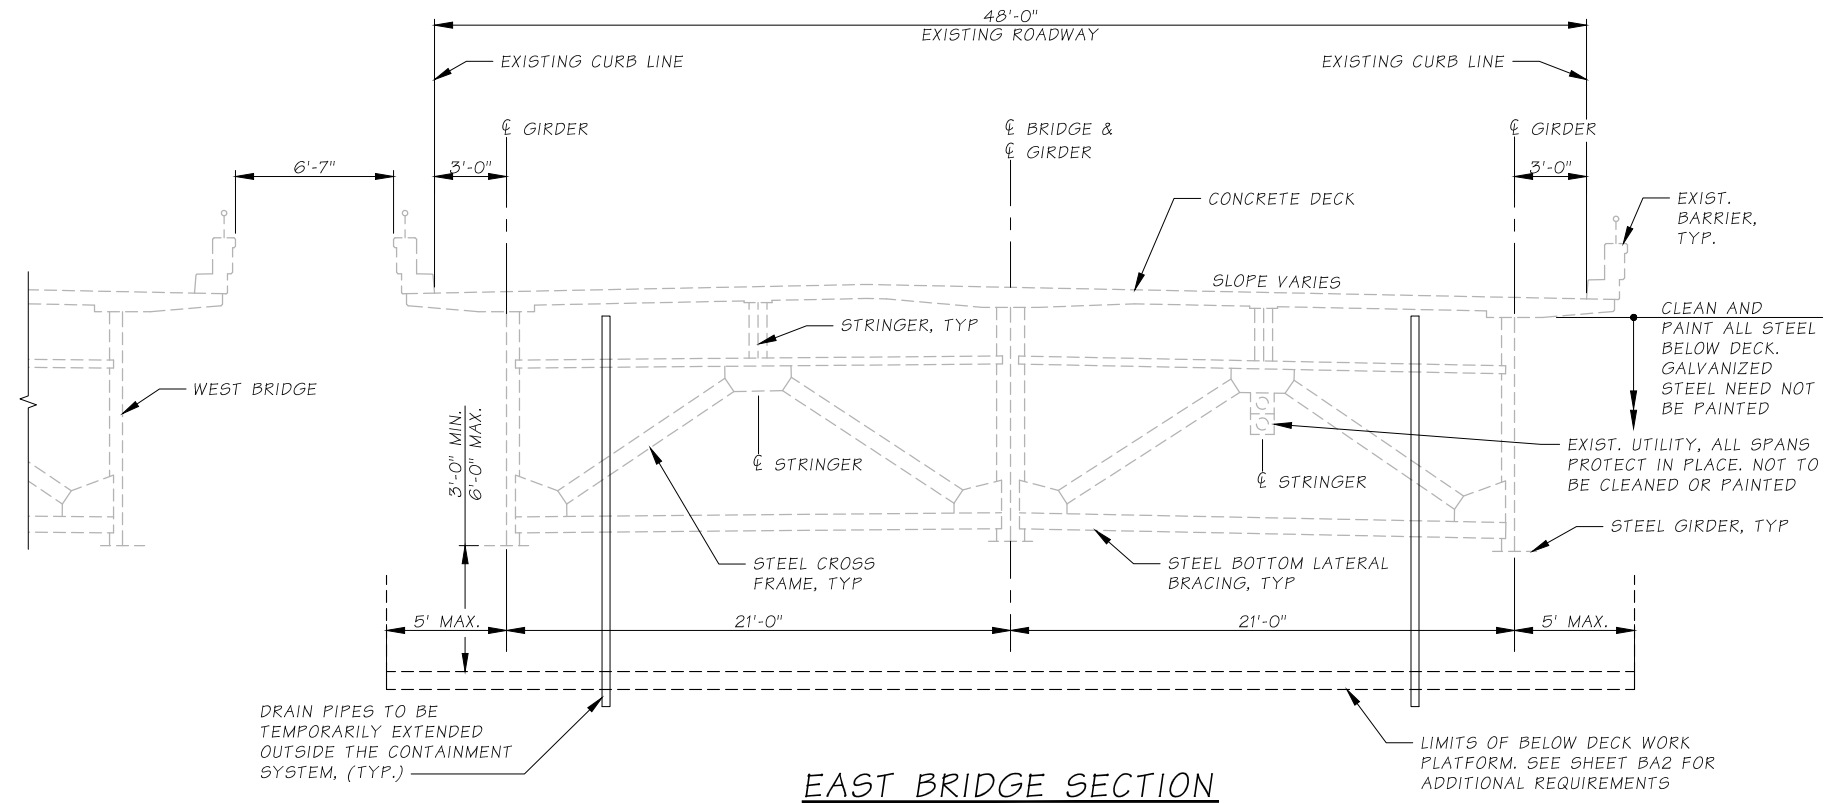 48'-0"
EXISTING ROADWAY
EXISTING CURB LINE
EXISTING CURB LINE
℄ GIRDER
℄ BRIDGE &
℄ GIRDER
℄ GIRDER
6'-7"
3'-0"
3'-0"
CONCRETE DECK
EXIST.
BARRIER,
TYP.
SLOPE VARIES
STRINGER, TYP
CLEAN AND
PAINT ALL STEEL
BELOW DECK.
GALVANIZED
STEEL NEED NOT
BE PAINTED
WEST BRIDGE
3'-0" MIN.
6'-0" MAX.
℄ STRINGER
℄ STRINGER
EXIST. UTILITY, ALL SPANS
PROTECT IN PLACE. NOT TO
BE CLEANED OR PAINTED
STEEL GIRDER, TYP
STEEL CROSS
FRAME, TYP
STEEL BOTTOM LATERAL
BRACING, TYP
5' MAX.
21'-0"
21'-0"
5' MAX.
DRAIN PIPES TO BE
TEMPORARILY EXTENDED
OUTSIDE THE CONTAINMENT
SYSTEM, (TYP.)
LIMITS OF BELOW DECK WORK
PLATFORM. SEE SHEET BA2 FOR
ADDITIONAL REQUIREMENTS
EAST BRIDGE SECTION